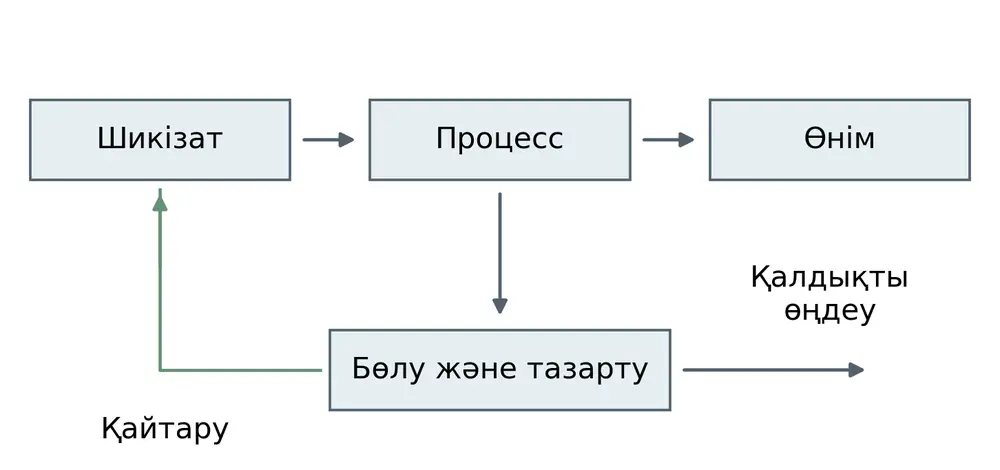 Шикізат
Процесс
Өнім
Қалдықты
өңдеу
Бөлу және тазарту
Қайтару